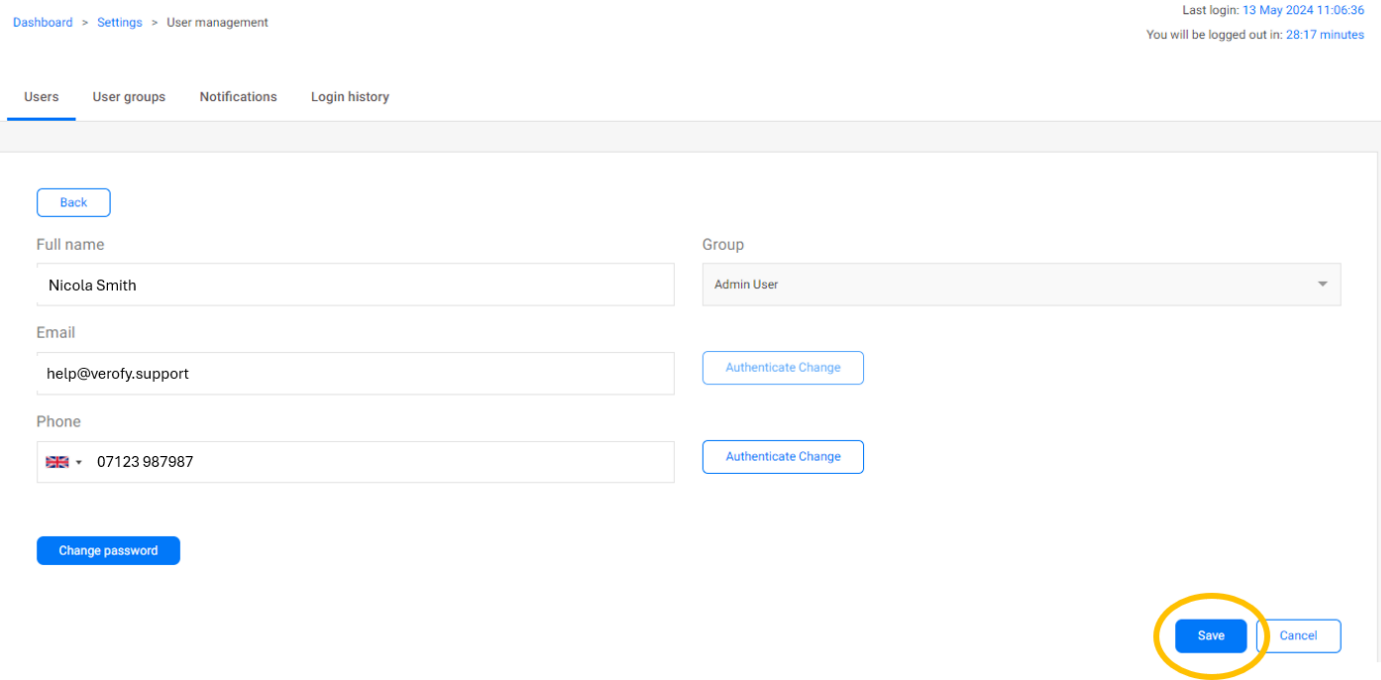 Last login: 13 May 2024 11:06:36
Dashboard > Settings > User management
You will be logged out in: 28:17 minutes
Users User groups Notifications Login history
Back
Full name Group
Nicola Smith Admin User
Email
help@verofy.support Authenticate Change
Phone
07123 987987 Authenticate Change
Change password
Save Cancel